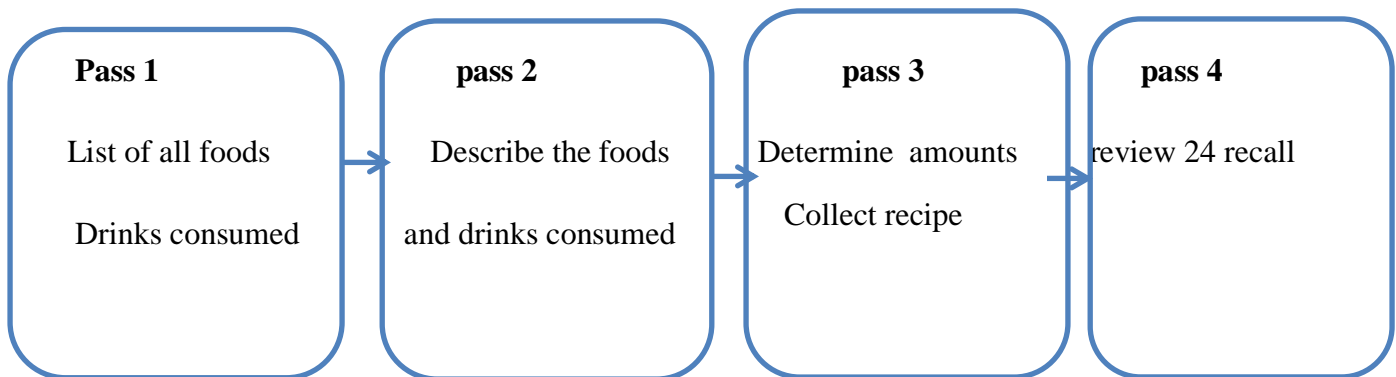 Pass 1
List of all foods
Drinks consumed
pass 2
Describe the foods
and drinks consumed
pass 3
Determine amounts
Collect recipe
pass 4
review 24 recall